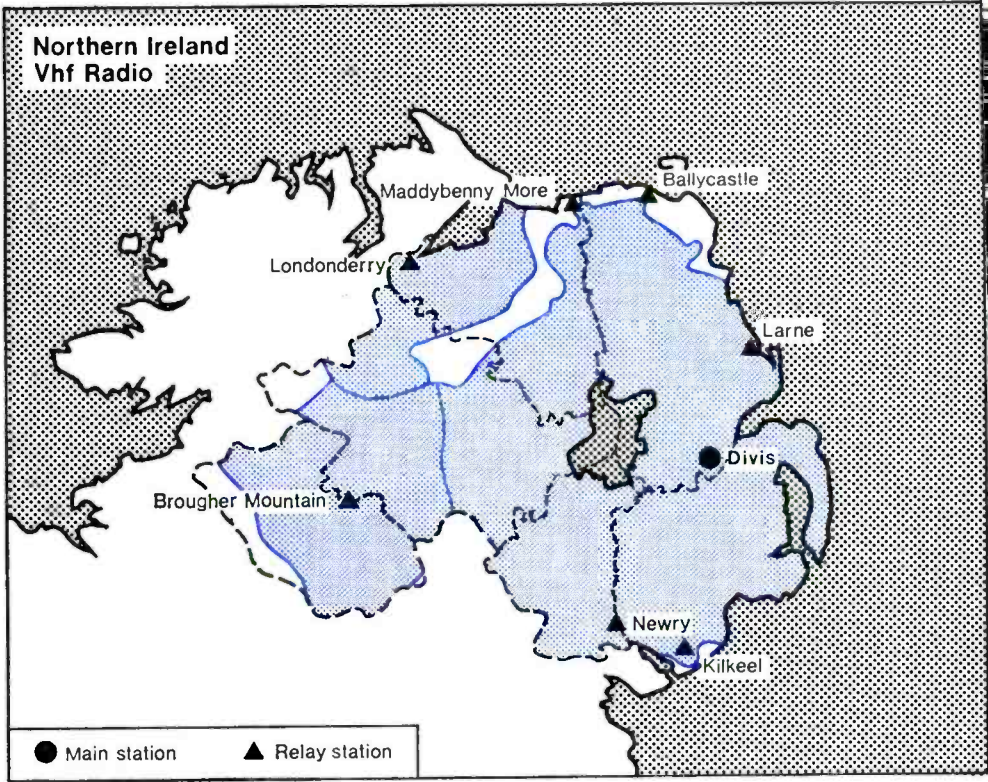 Northern Ireland
Vhf Radio
Maddybenny More
Ballycastle
Londonderry
Larne
Divis
Brougher Mountain
Newry
Kilkeel
Main station
Relay station